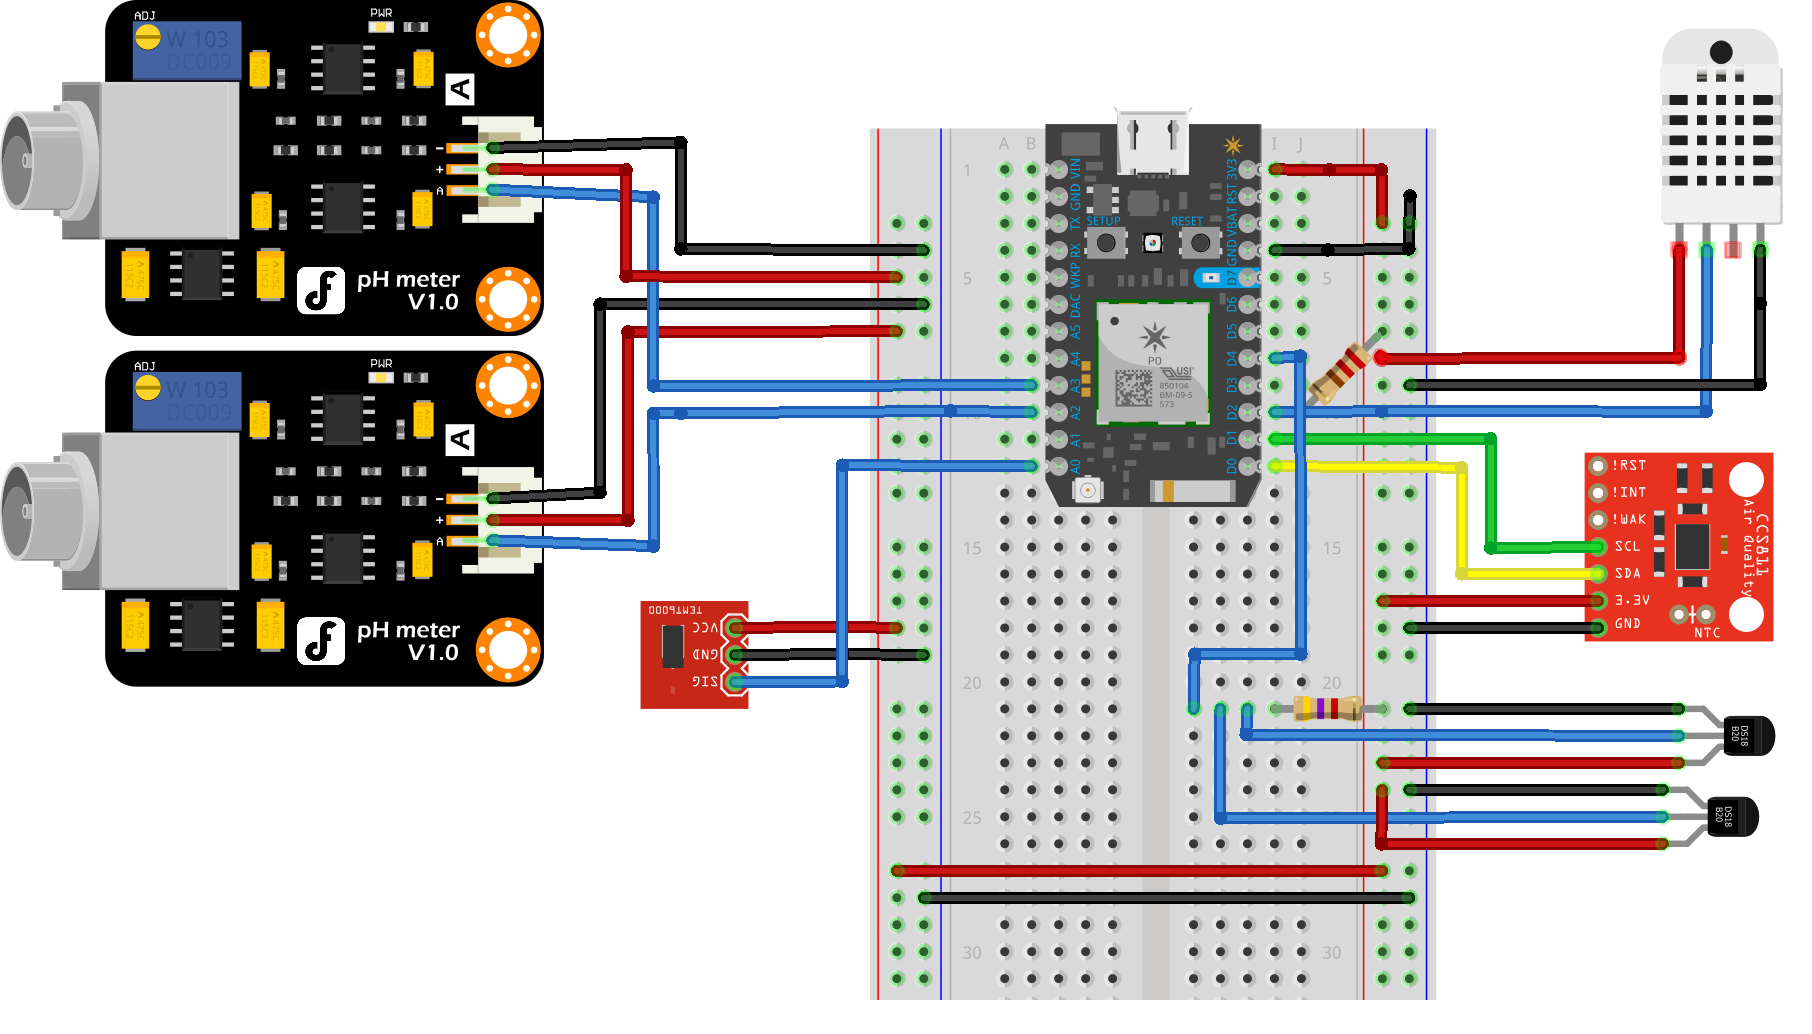 ADJ
W 103
DC009
PWR
A
-
+
A
pH meter
V1.0
ADJ
W 103
DC009
PWR
A
-
+
A
pH meter
V1.0
TEMT6000
VCC
GND
SIG
A B
I J
1
5
15
20
25
30
5
15
20
30
VIN
GND
TX
RX
WKP
DAC
A5
A4
A3
A2
A1
A0
3V3
RST
VBAT
GND
D7
D6
D5
D4
D3
D2
D1
D0
SETUP
RESET
P0
USI
850104
BM-09-S
573
!RST
!INT
!WAK
SCL
SDA
3.3V
GND
CCS811
Air Quality
NTC
DS18
B20
DS18
B20